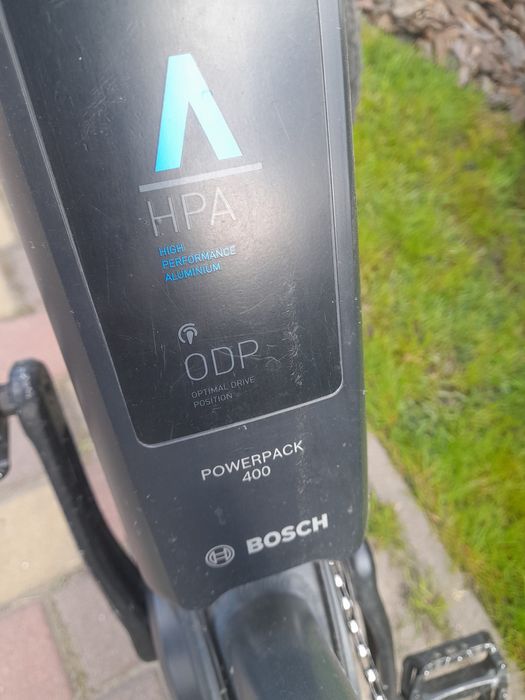 HPA
HIGH
PERFORMANCE
ALUMINIUM
ODP
OPTIMAL DRIVE
POSITION
POWERPACK
400
BOSCH